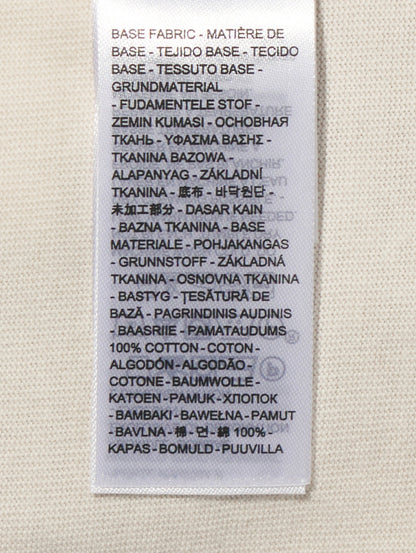 BASE FABRIC - MATIÈRE DE
BASE - TEJIDO BASE - TECIDO
BASE - TESSUTO BASE -
GRUNDMATERIAL
- FUDAMENTELE STOF -
ZEMIN KUMASI - ОСНОВНАЯ
ТКАНЬ - ΥΦΑΣΜΑ ΒΑΣΗΣ -
TKANINA BAZOWA -
ALAPANYAG - ZÁKLADNÍ
TKANINA - 底布 - 바닥원단 -
未加工部分 - DASAR KAIN
- BAZNA TKANINA - BASE
MATERIALE - POHJAKANGAS
- GRUNNSTOFF - ZÁKLADNÁ
TKANINA - OSNOVNA TKANINA
- BASTYG - ȚESĂTURĂ DE
BAZĂ - PAGRINDINIS AUDINIS
- BAASRIIE - PAMATAUDUMS
100% COTTON - COTON -
ALGODÓN - ALGODÃO -
COTONE - BAUMWOLLE -
KATOEN - PAMUK - ХЛОПОК
- ΒΑΜΒΑΚΙ - BAWEŁNA - PAMUT
- BAVLNA - 棉 - 면 - 綿 100% -
KAPAS - BOMULD - PUUVILLA